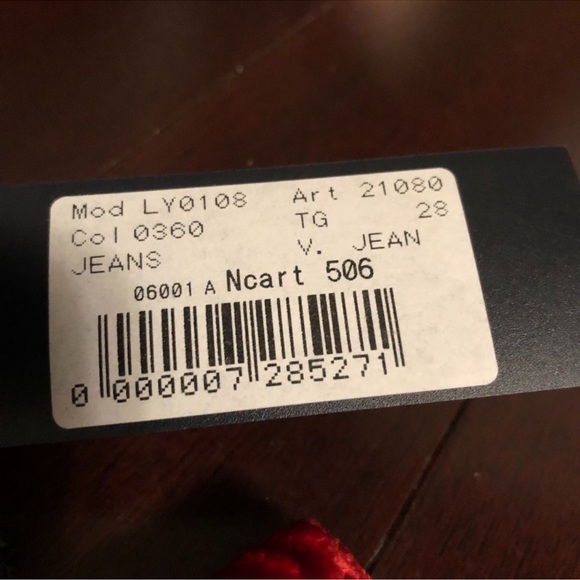 Mod LY0108 Art 21080
Col 0360 TG 28
JEANS V. JEAN
06001 A Ncart 506
0 000007 285271